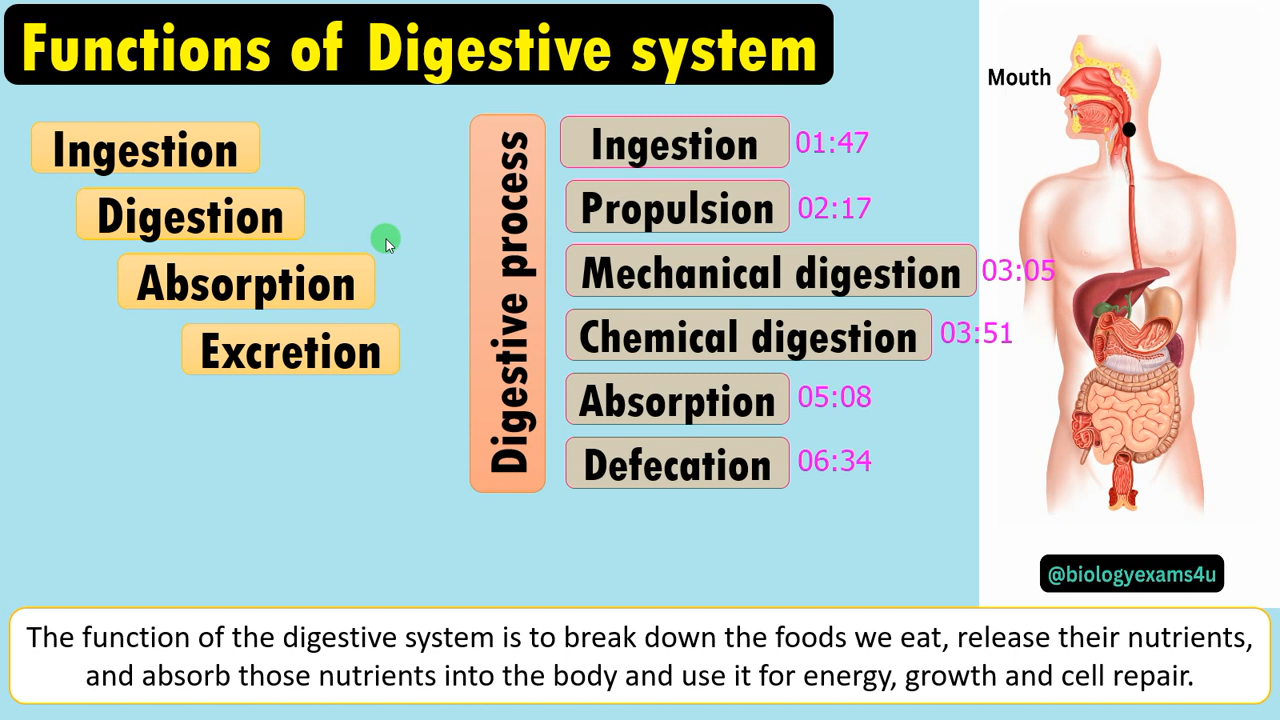 Functions of Digestive system
Ingestion
Digestion
Absorption
Excretion
Digestive process
Ingestion 01:47
Propulsion 02:17
Mechanical digestion 03:05
Chemical digestion 03:51
Absorption 05:08
Defecation 06:34
Mouth
@biologyexams4u
The function of the digestive system is to break down the foods we eat, release their nutrients,
and absorb those nutrients into the body and use it for energy, growth and cell repair.